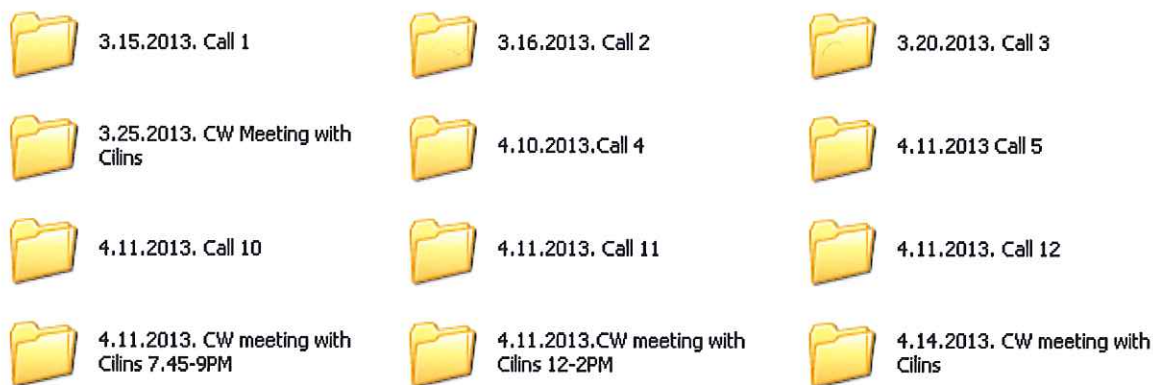 3.15.2013. Call 1
3.16.2013. Call 2
3.20.2013. Call 3
3.25.2013. CW Meeting with
Cilins
4.10.2013.Call 4
4.11.2013 Call 5
4.11.2013. Call 10
4.11.2013. Call 11
4.11.2013. Call 12
4.11.2013. CW meeting with
Cilins 7.45-9PM
4.11.2013.CW meeting with
Cilins 12-2PM
4.14.2013. CW meeting with
Cilins